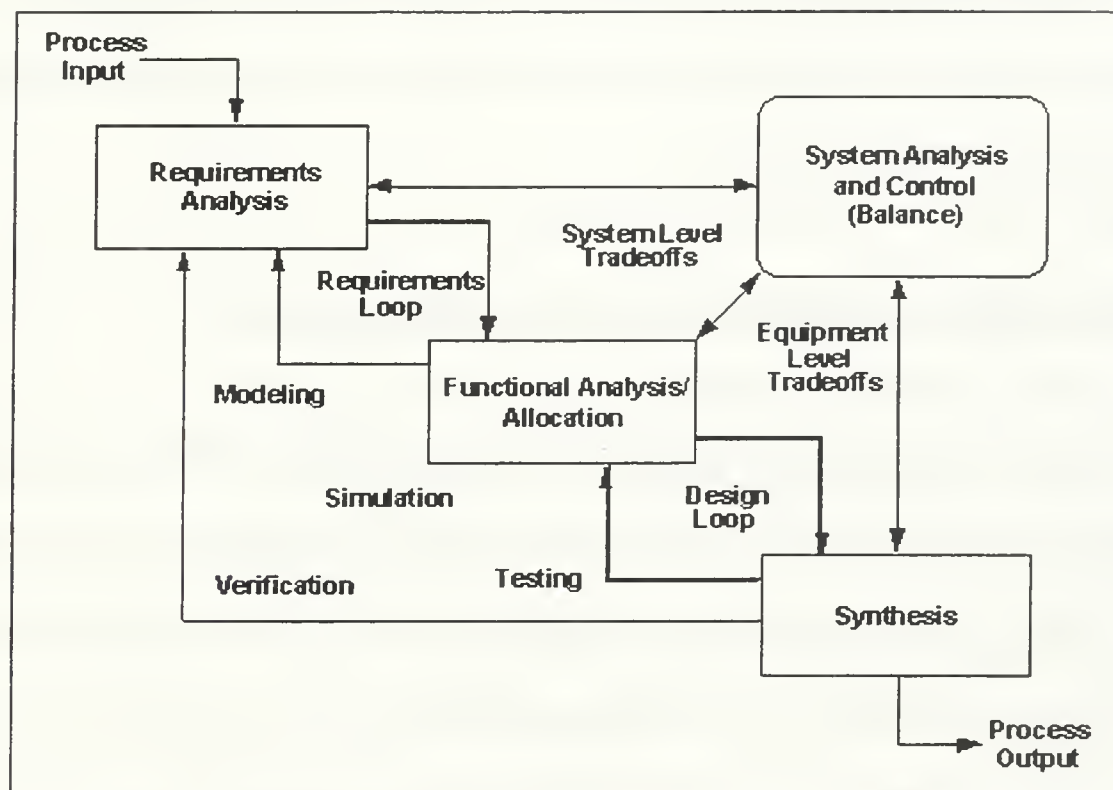 Process
Input
Requirements
Analysis
System Analysis
and Control
(Balance)
System Level
Tradeoffs
Requirements
Loop
Equipment
Level
Tradeoffs
Functional Analysis/
Allocation
Modeling
Simulation
Design
Loop
Testing
Verification
Synthesis
Process
Output